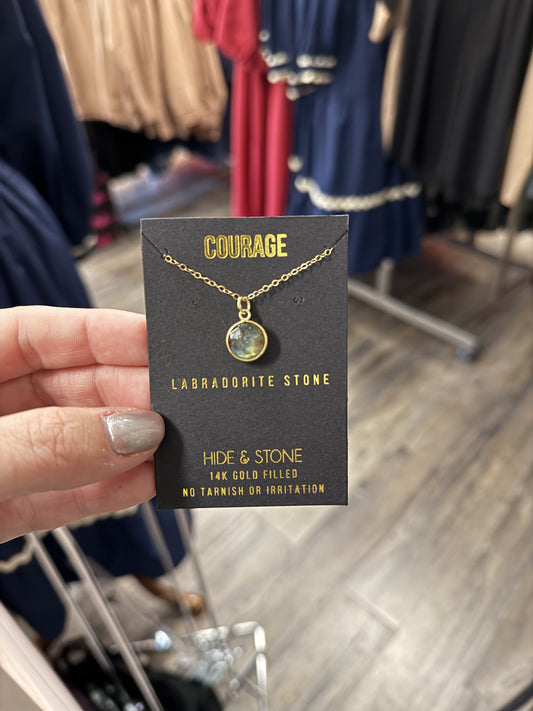 COURAGE
LABRADORITE STONE
HIDE & STONE
14K GOLD FILLED
NO TARNISH OR IRRITATION